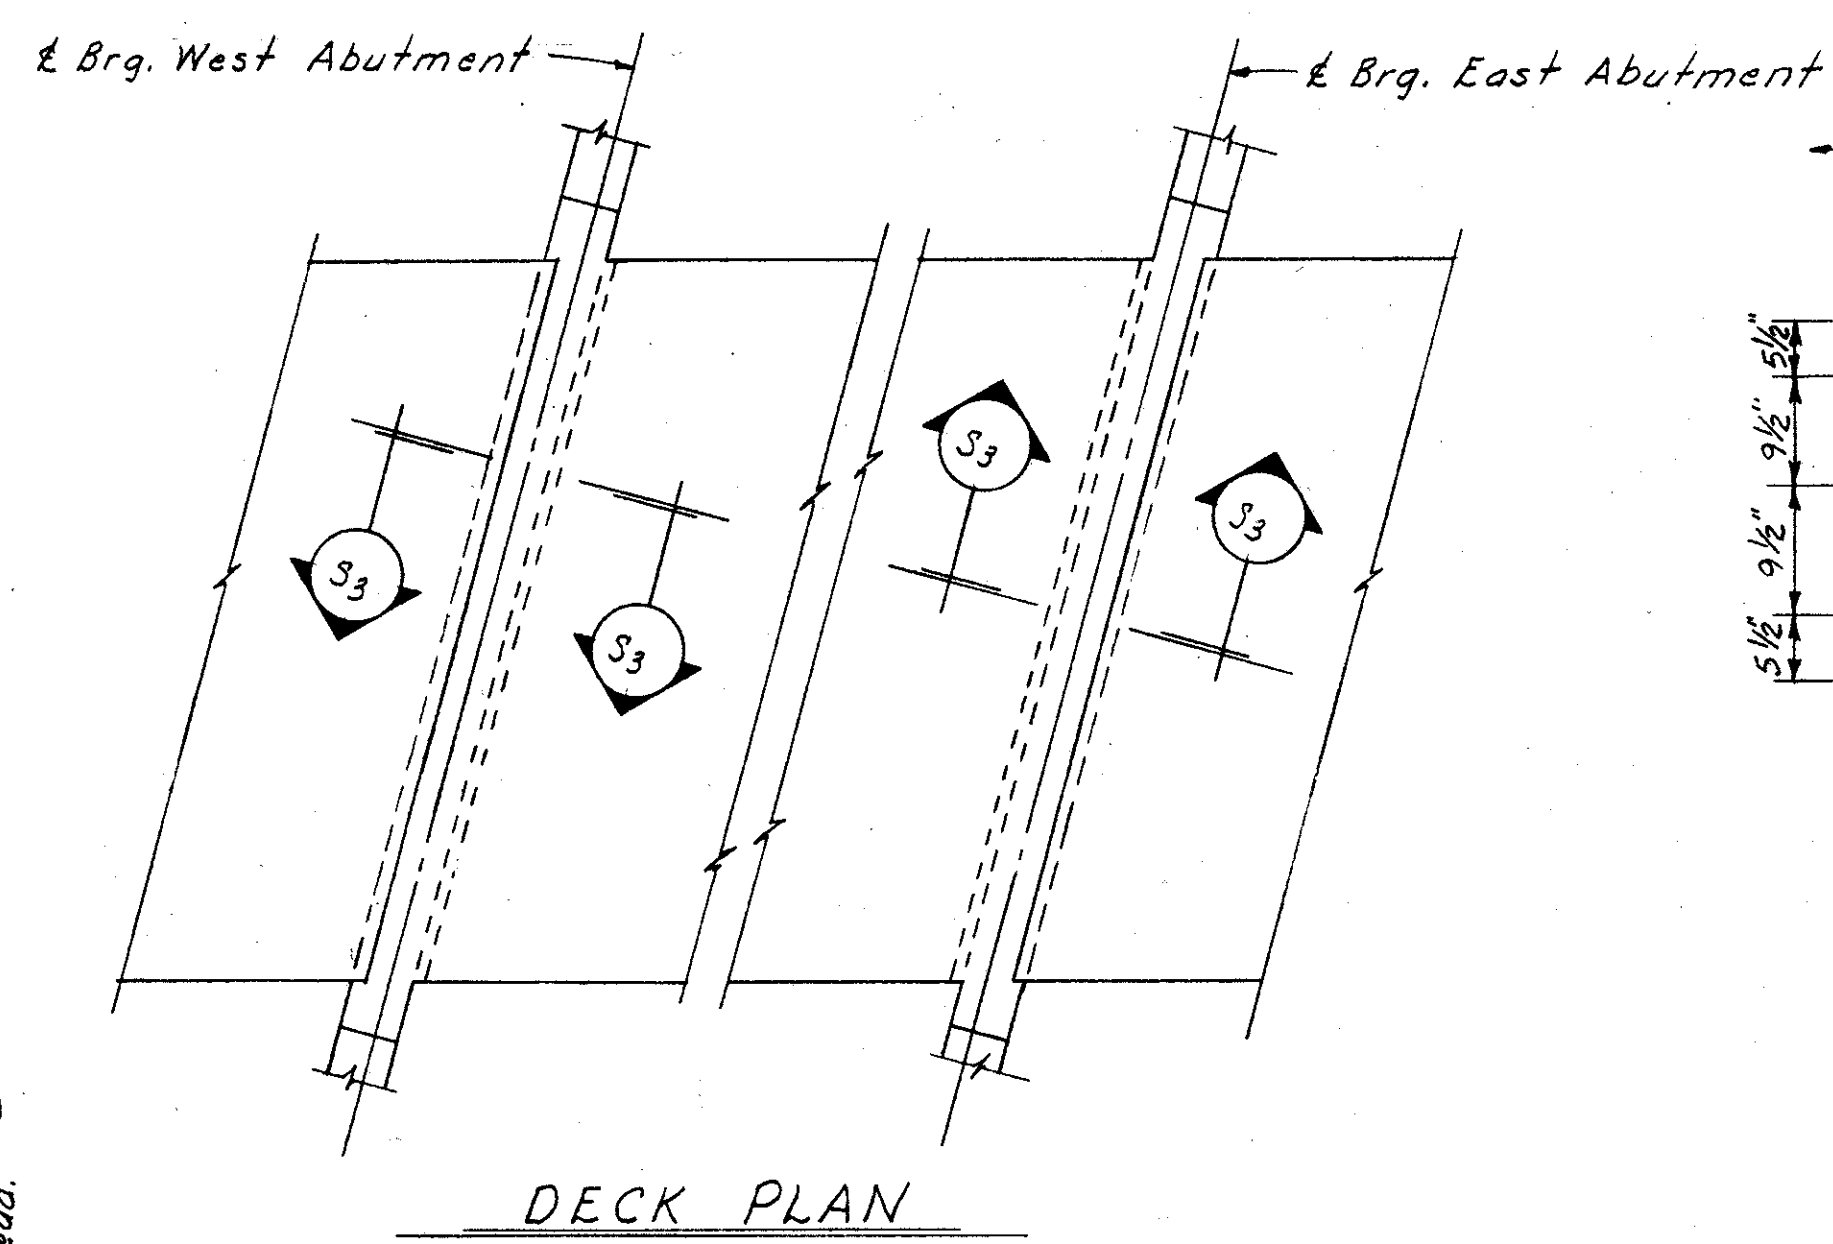 ℄ Brg. West Abutment
℄ Brg. East Abutment
5½"
9½"
9½"
5½"
S3
S3
S3
S3
DECK PLAN